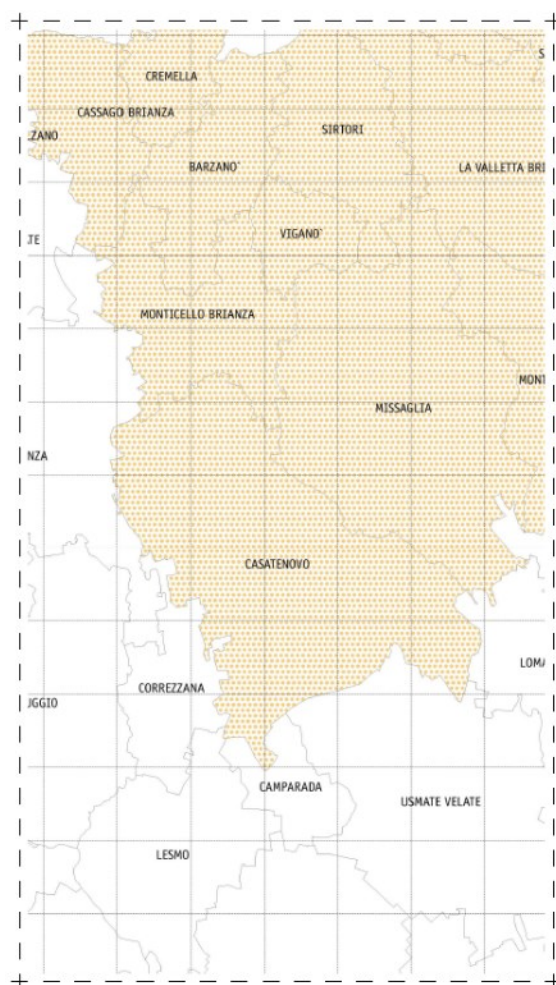 S
CREMELLA
CASSAGO BRIANZA
ZANO
SIRTORI
BARZANO`
LA VALLETTA BRI
VIGANO`
TE
MONTICELLO BRIANZA
MONT
MISSAGLIA
NZA
CASATENOVO
LOMA
CORREZZANA
GGIO
CAMPARADA
USMATE VELATE
LESMO